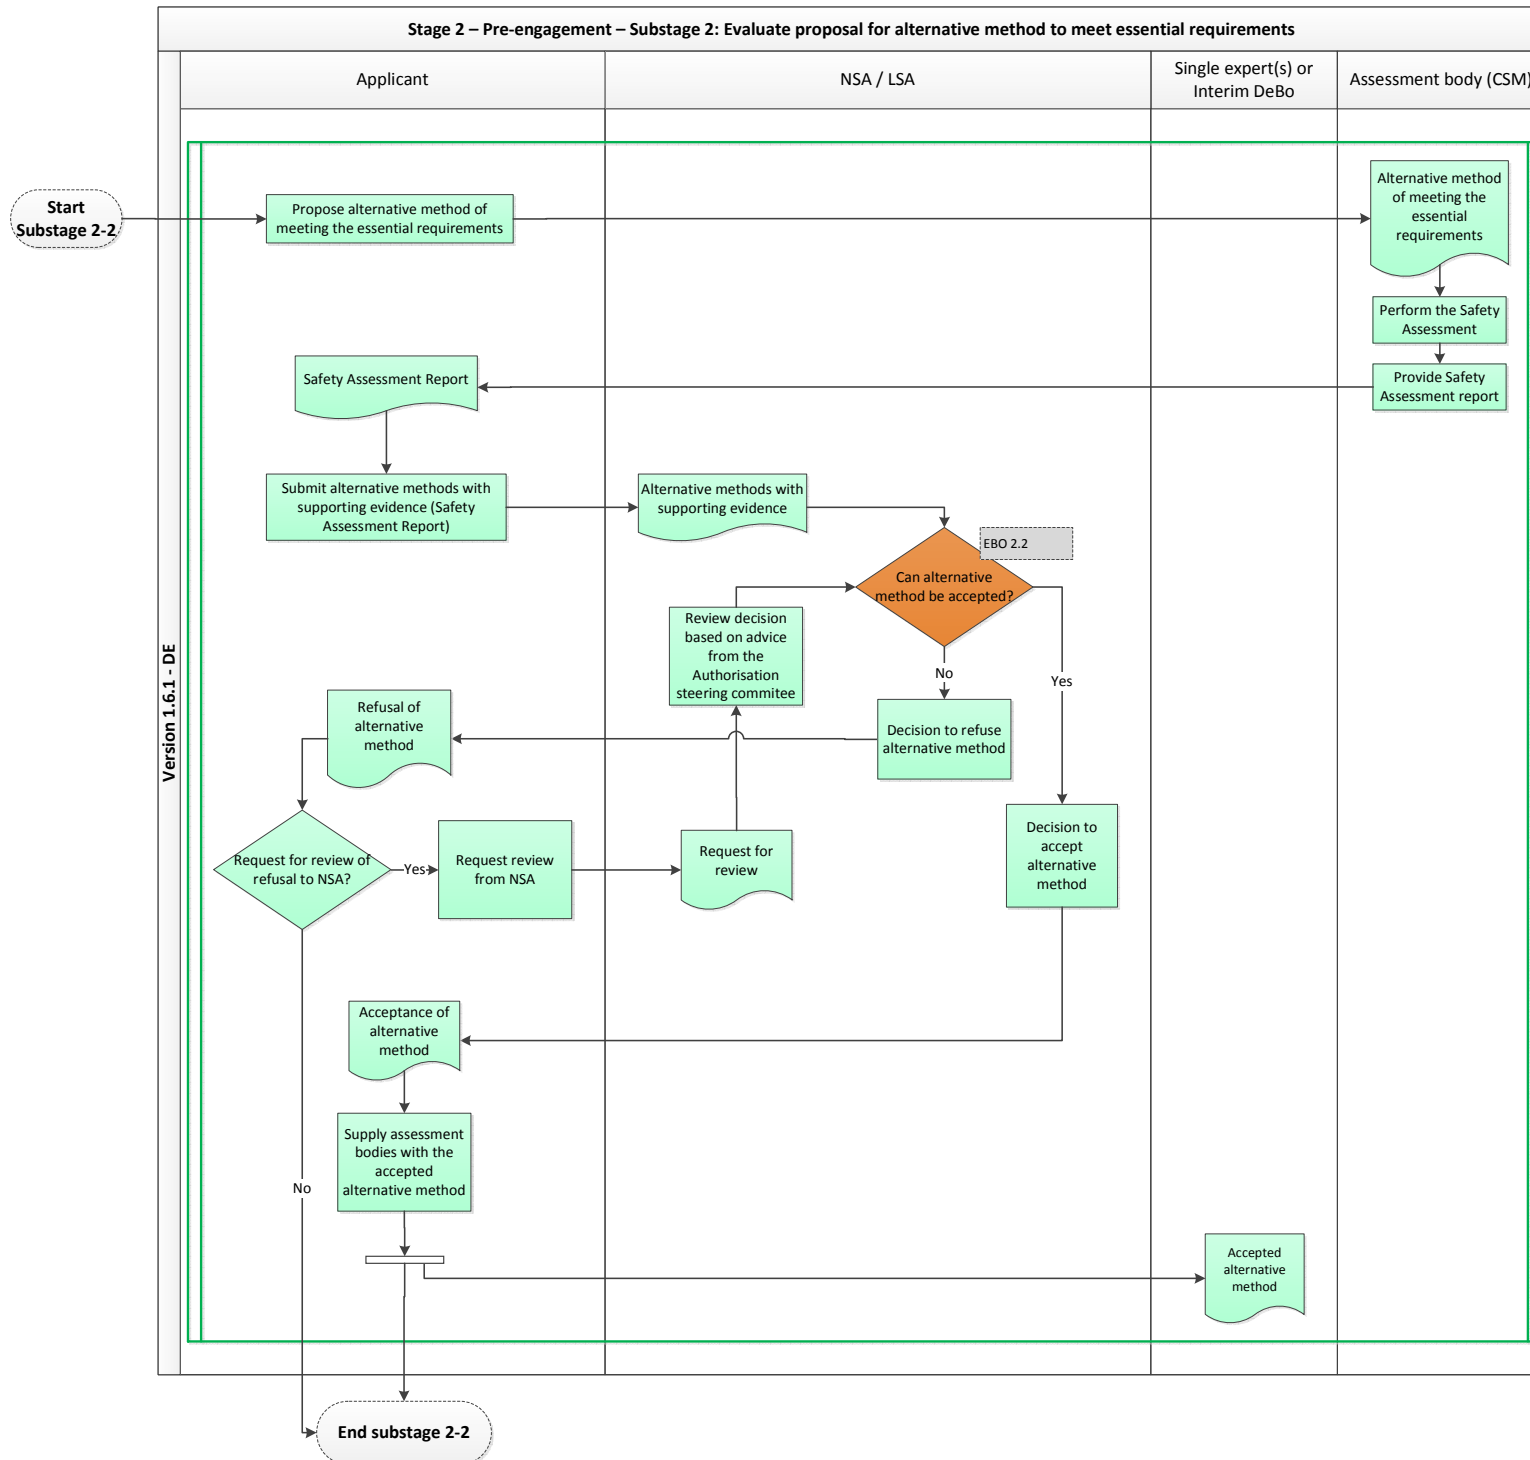 Stage 2 – Pre-engagement – Substage 2: Evaluate proposal for alternative method to meet essential requirements
Applicant
NSA / LSA
Single expert(s) or
Interim DeBo
Assessment body (CSM)
Version 1.6.1 - DE
Start
Substage 2-2
Propose alternative method of
meeting the essential requirements
Alternative method
of meeting the
essential
requirements
Perform the Safety
Assessment
Provide Safety
Assessment report
Safety Assessment Report
Submit alternative methods with
supporting evidence (Safety
Assessment Report)
Alternative methods with
supporting evidence
EBO 2.2
Can alternative
method be accepted?
Review decision
based on advice
from the
Authorisation
steering commitee
No
Yes
Decision to refuse
alternative method
Refusal of
alternative
method
Request for review of
refusal to NSA?
Yes
Request review
from NSA
Request for
review
Decision to
accept
alternative
method
Acceptance of
alternative
method
Supply assessment
bodies with the
accepted
alternative method
No
Accepted
alternative
method
End substage 2-2